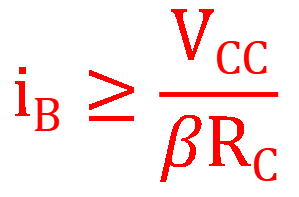 i_B ≥ V_CC / βR_C